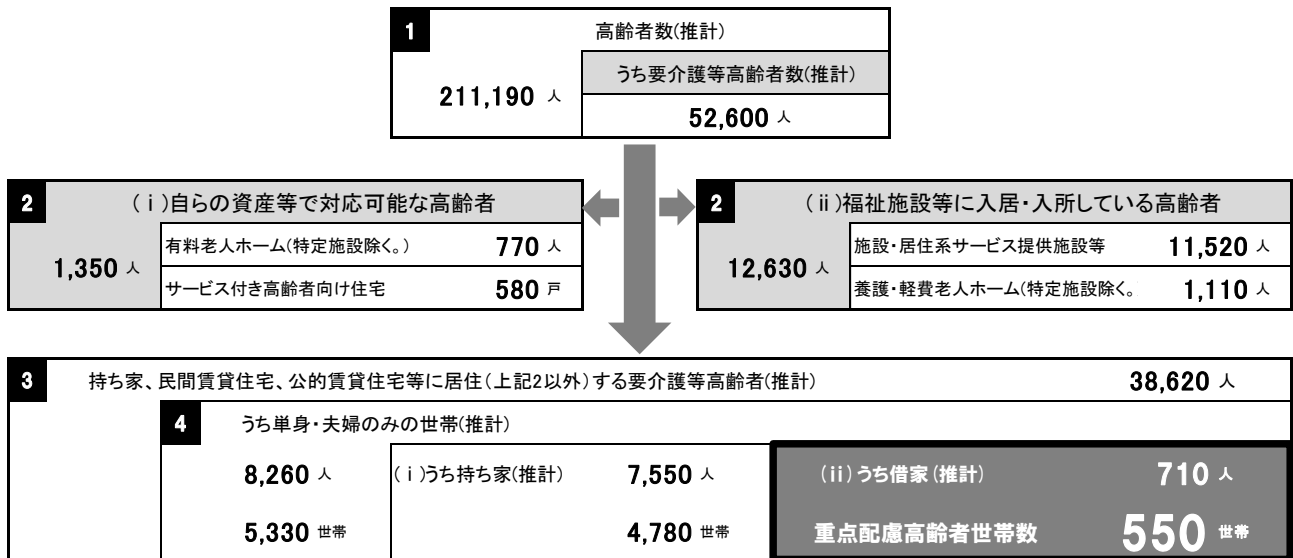 1 高齢者数(推計)
211,190 人
うち要介護等高齢者数(推計)
52,600 人
2 (ⅰ)自らの資産等で対応可能な高齢者
1,350 人
有料老人ホーム(特定施設除く。) 770 人
サービス付き高齢者向け住宅 580 戸
2 (ⅱ)福祉施設等に入居・入所している高齢者
12,630 人
施設・居住系サービス提供施設等 11,520 人
養護・軽費老人ホーム(特定施設除く。 1,110 人
3 持ち家、民間賃貸住宅、公的賃貸住宅等に居住(上記2以外)する要介護等高齢者(推計) 38,620 人
4 うち単身・夫婦のみの世帯(推計)
8,260 人 (ⅰ)うち持ち家(推計) 7,550 人 (ⅱ)うち借家(推計) 710 人
5,330 世帯 4,780 世帯 重点配慮高齢者世帯数 550 世帯